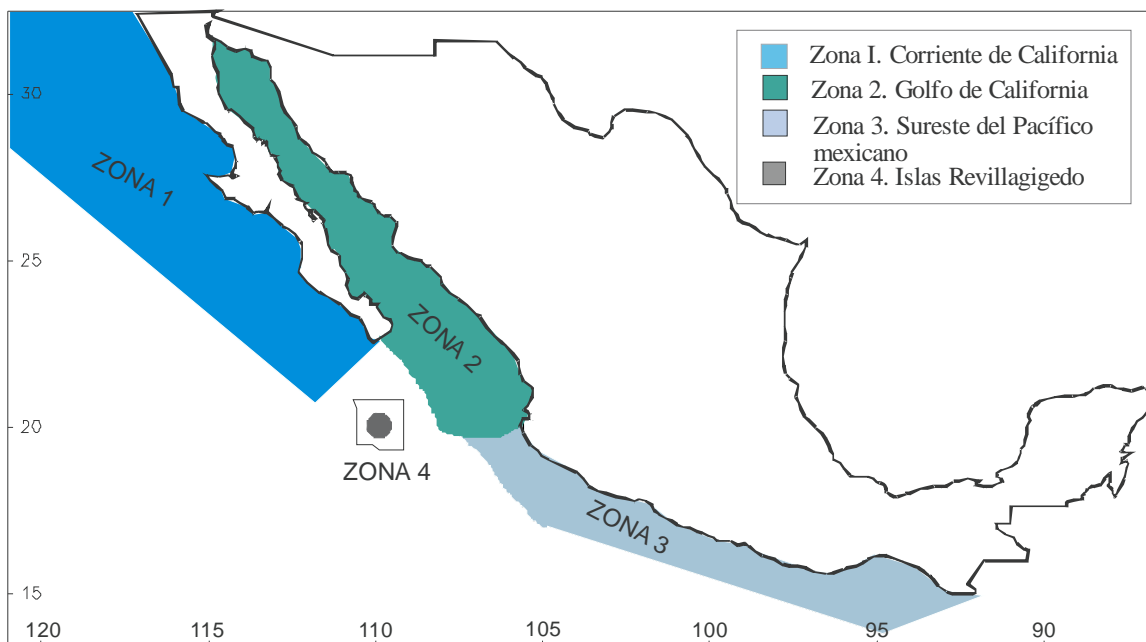 Zona I. Corriente de California
Zona 2. Golfo de California
Zona 3. Sureste del Pacífico
mexicano
Zona 4. Islas Revillagigedo
30
ZONA 1
25
ZONA 2
20
ZONA 4
ZONA 3
15
120 115 110 105 100 95 90